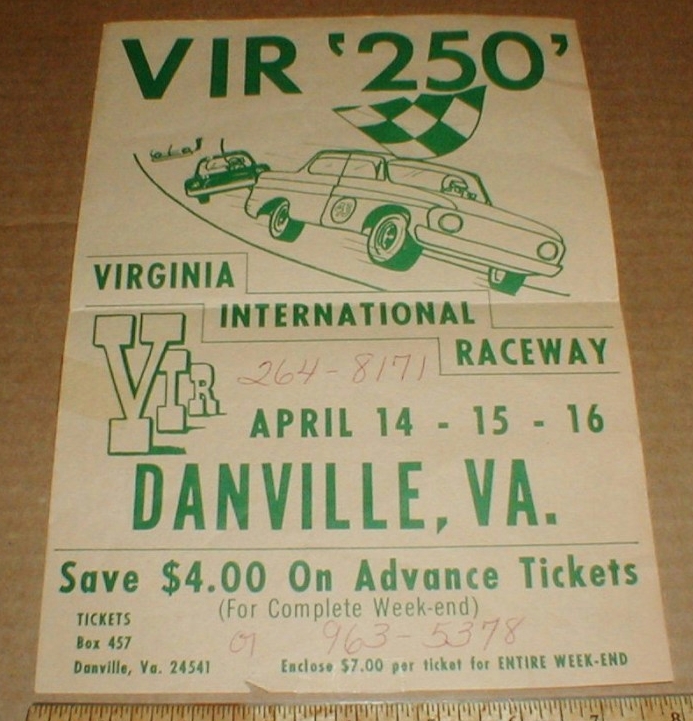 VIR '250'
VIRGINIA
INTERNATIONAL
RACEWAY
VIR
264-8171
APRIL 14 - 15 - 16
DANVILLE, VA.
Save $4.00 On Advance Tickets
(For Complete Week-end)
TICKETS
Box 457
or 963-5378
Danville, Va. 24541
Enclose $7.00 per ticket for ENTIRE WEEK-END